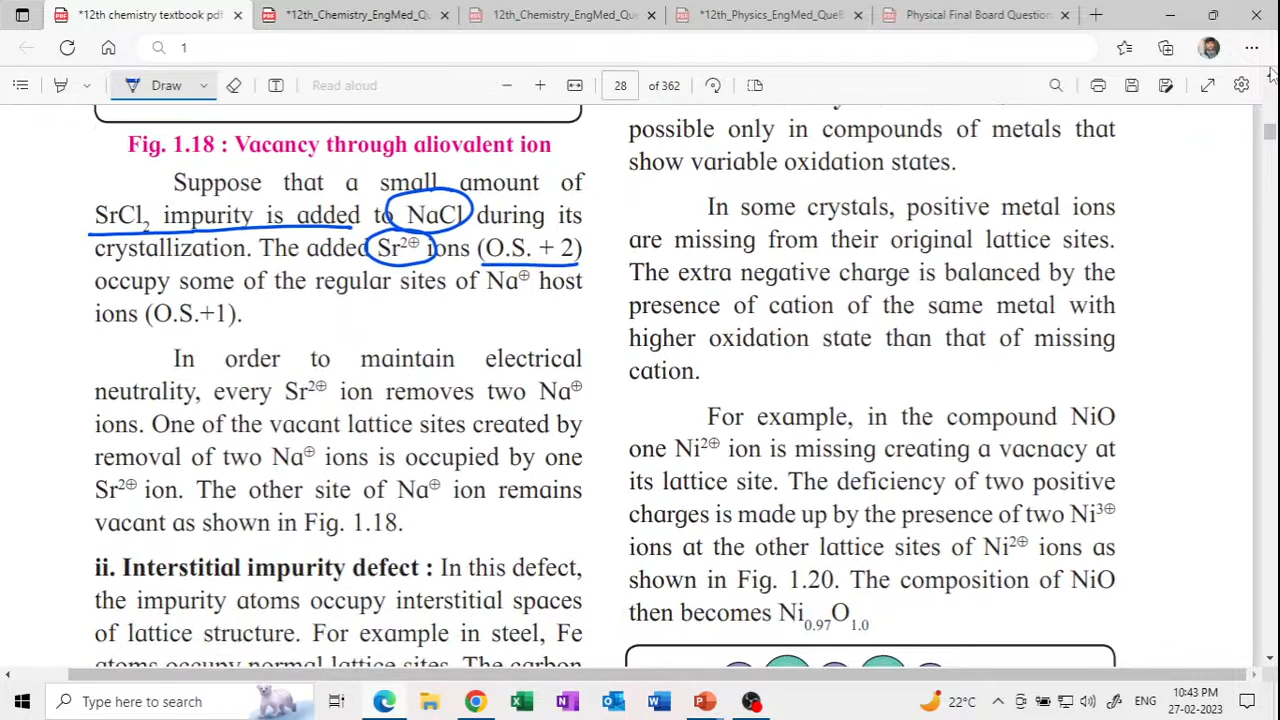 12th chemistry textbook pdf
*12th_Chemistry_EngMed_Qu
12th_Chemistry_EngMed_Que
*12th_Physics_EngMed_QueB
Physical Final Board Question
1
Draw
Read aloud
28 of 362
Fig. 1.18 : Vacancy through aliovalent ion
Suppose that a small amount of
SrCl₂ impurity is added to NaCl during its
crystallization. The added Sr²⊕ ions (O.S. + 2)
occupy some of the regular sites of Na⊕ host
ions (O.S.+1).
In order to maintain electrical
neutrality, every Sr²⊕ ion removes two Na⊕
ions. One of the vacant lattice sites created by
removal of two Na⊕ ions is occupied by one
Sr²⊕ ion. The other site of Na⊕ ion remains
vacant as shown in Fig. 1.18.
ii. Interstitial impurity defect : In this defect,
the impurity atoms occupy interstitial spaces
of lattice structure. For example in steel, Fe
atoms occupy normal lattice sites. The carbon
possible only in compounds of metals that
show variable oxidation states.
In some crystals, positive metal ions
are missing from their original lattice sites.
The extra negative charge is balanced by the
presence of cation of the same metal with
higher oxidation state than that of missing
cation.
For example, in the compound NiO
one Ni²⊕ ion is missing creating a vacnacy at
its lattice site. The deficiency of two positive
charges is made up by the presence of two Ni³⊕
ions at the other lattice sites of Ni²⊕ ions as
shown in Fig. 1.20. The composition of NiO
then becomes Ni₀.₉₇O₁.₀
Type here to search
22°C
ENG
10:43 PM
27-02-2023